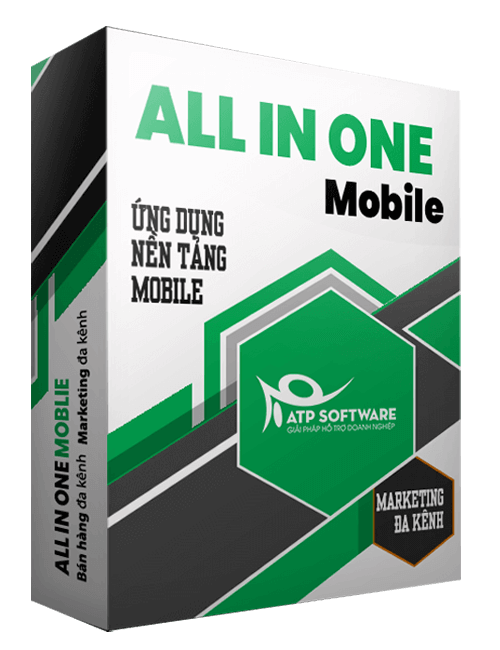 ALL IN ONE
Mobile
ỨNG DỤNG
NỀN TẢNG
MOBILE
ATP SOFTWARE
GIẢI PHÁP HỖ TRỢ DOANH NGHIỆP
MARKETING
ĐA KÊNH
ALL IN ONE MOBLIE
Bán hàng đa kênh Marketing đa kênh